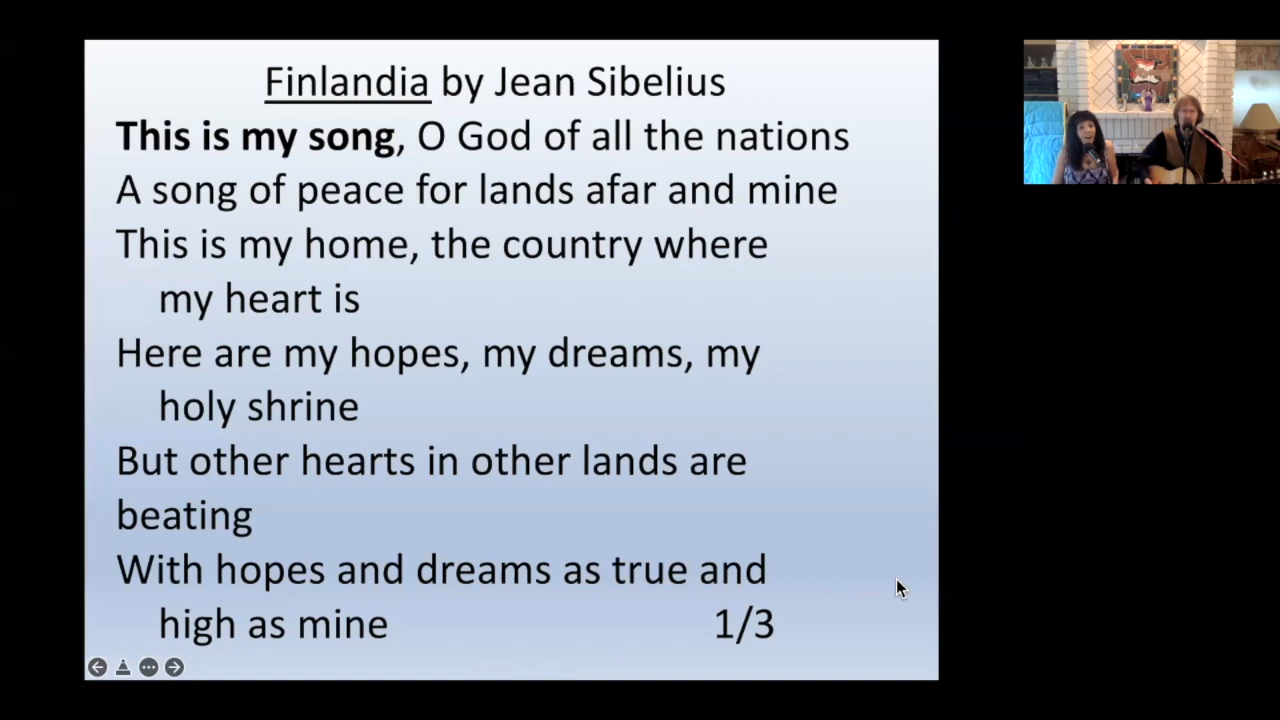 Finlandia by Jean Sibelius
This is my song, O God of all the nations
A song of peace for lands afar and mine
This is my home, the country where
my heart is
Here are my hopes, my dreams, my
holy shrine
But other hearts in other lands are
beating
With hopes and dreams as true and
high as mine 1/3